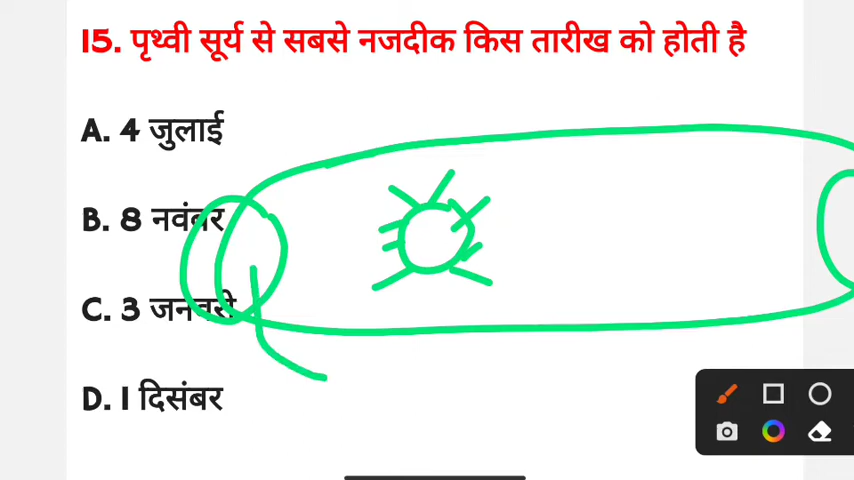 15. पृथ्वी सूर्य से सबसे नजदीक किस तारीख को होती है
A. 4 जुलाई
B. 8 नवंबर
C. 3 जनवरी
D. 1 दिसंबर